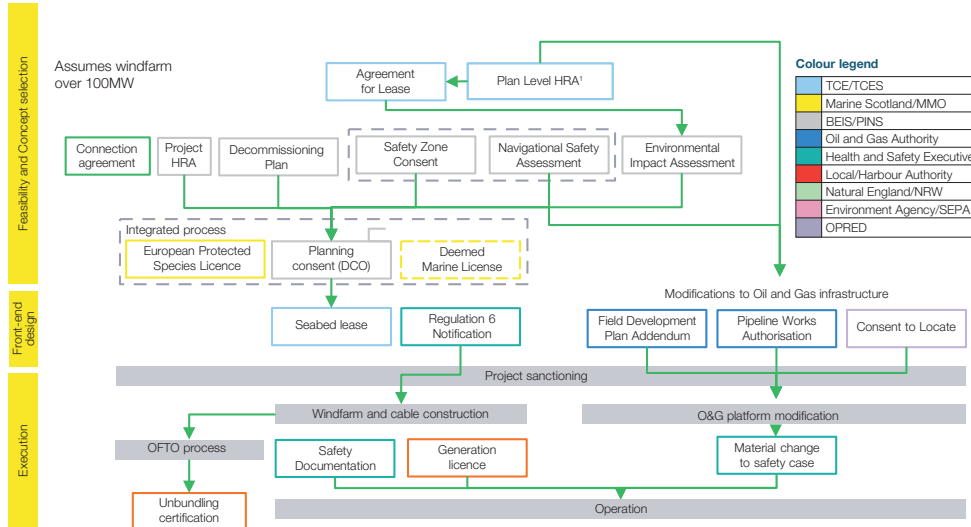 Feasibility and Concept selection
Assumes windfarm
over 100MW
Agreement
for Lease
Plan Level HRA¹
Colour legend
TCE/TCES
Marine Scotland/MMO
BEIS/PINS
Oil and Gas Authority
Health and Safety Executive
Local/Harbour Authority
Natural England/NRW
Environment Agency/SEPA
OPRED
Connection
agreement
Project
HRA
Decommissioning
Plan
Safety Zone
Consent
Navigational Safety
Assessment
Environmental
Impact Assessment
Integrated process
European Protected
Species Licence
Planning
consent (DCO)
Deemed
Marine License
Front-end
design
Modifications to Oil and Gas infrastructure
Seabed lease
Regulation 6
Notification
Field Development
Plan Addendum
Pipeline Works
Authorisation
Consent to Locate
Execution
Project sanctioning
Windfarm and cable construction
O&G platform modification
OFTO process
Safety
Documentation
Generation
licence
Material change
to safety case
Unbundling
certification
Operation